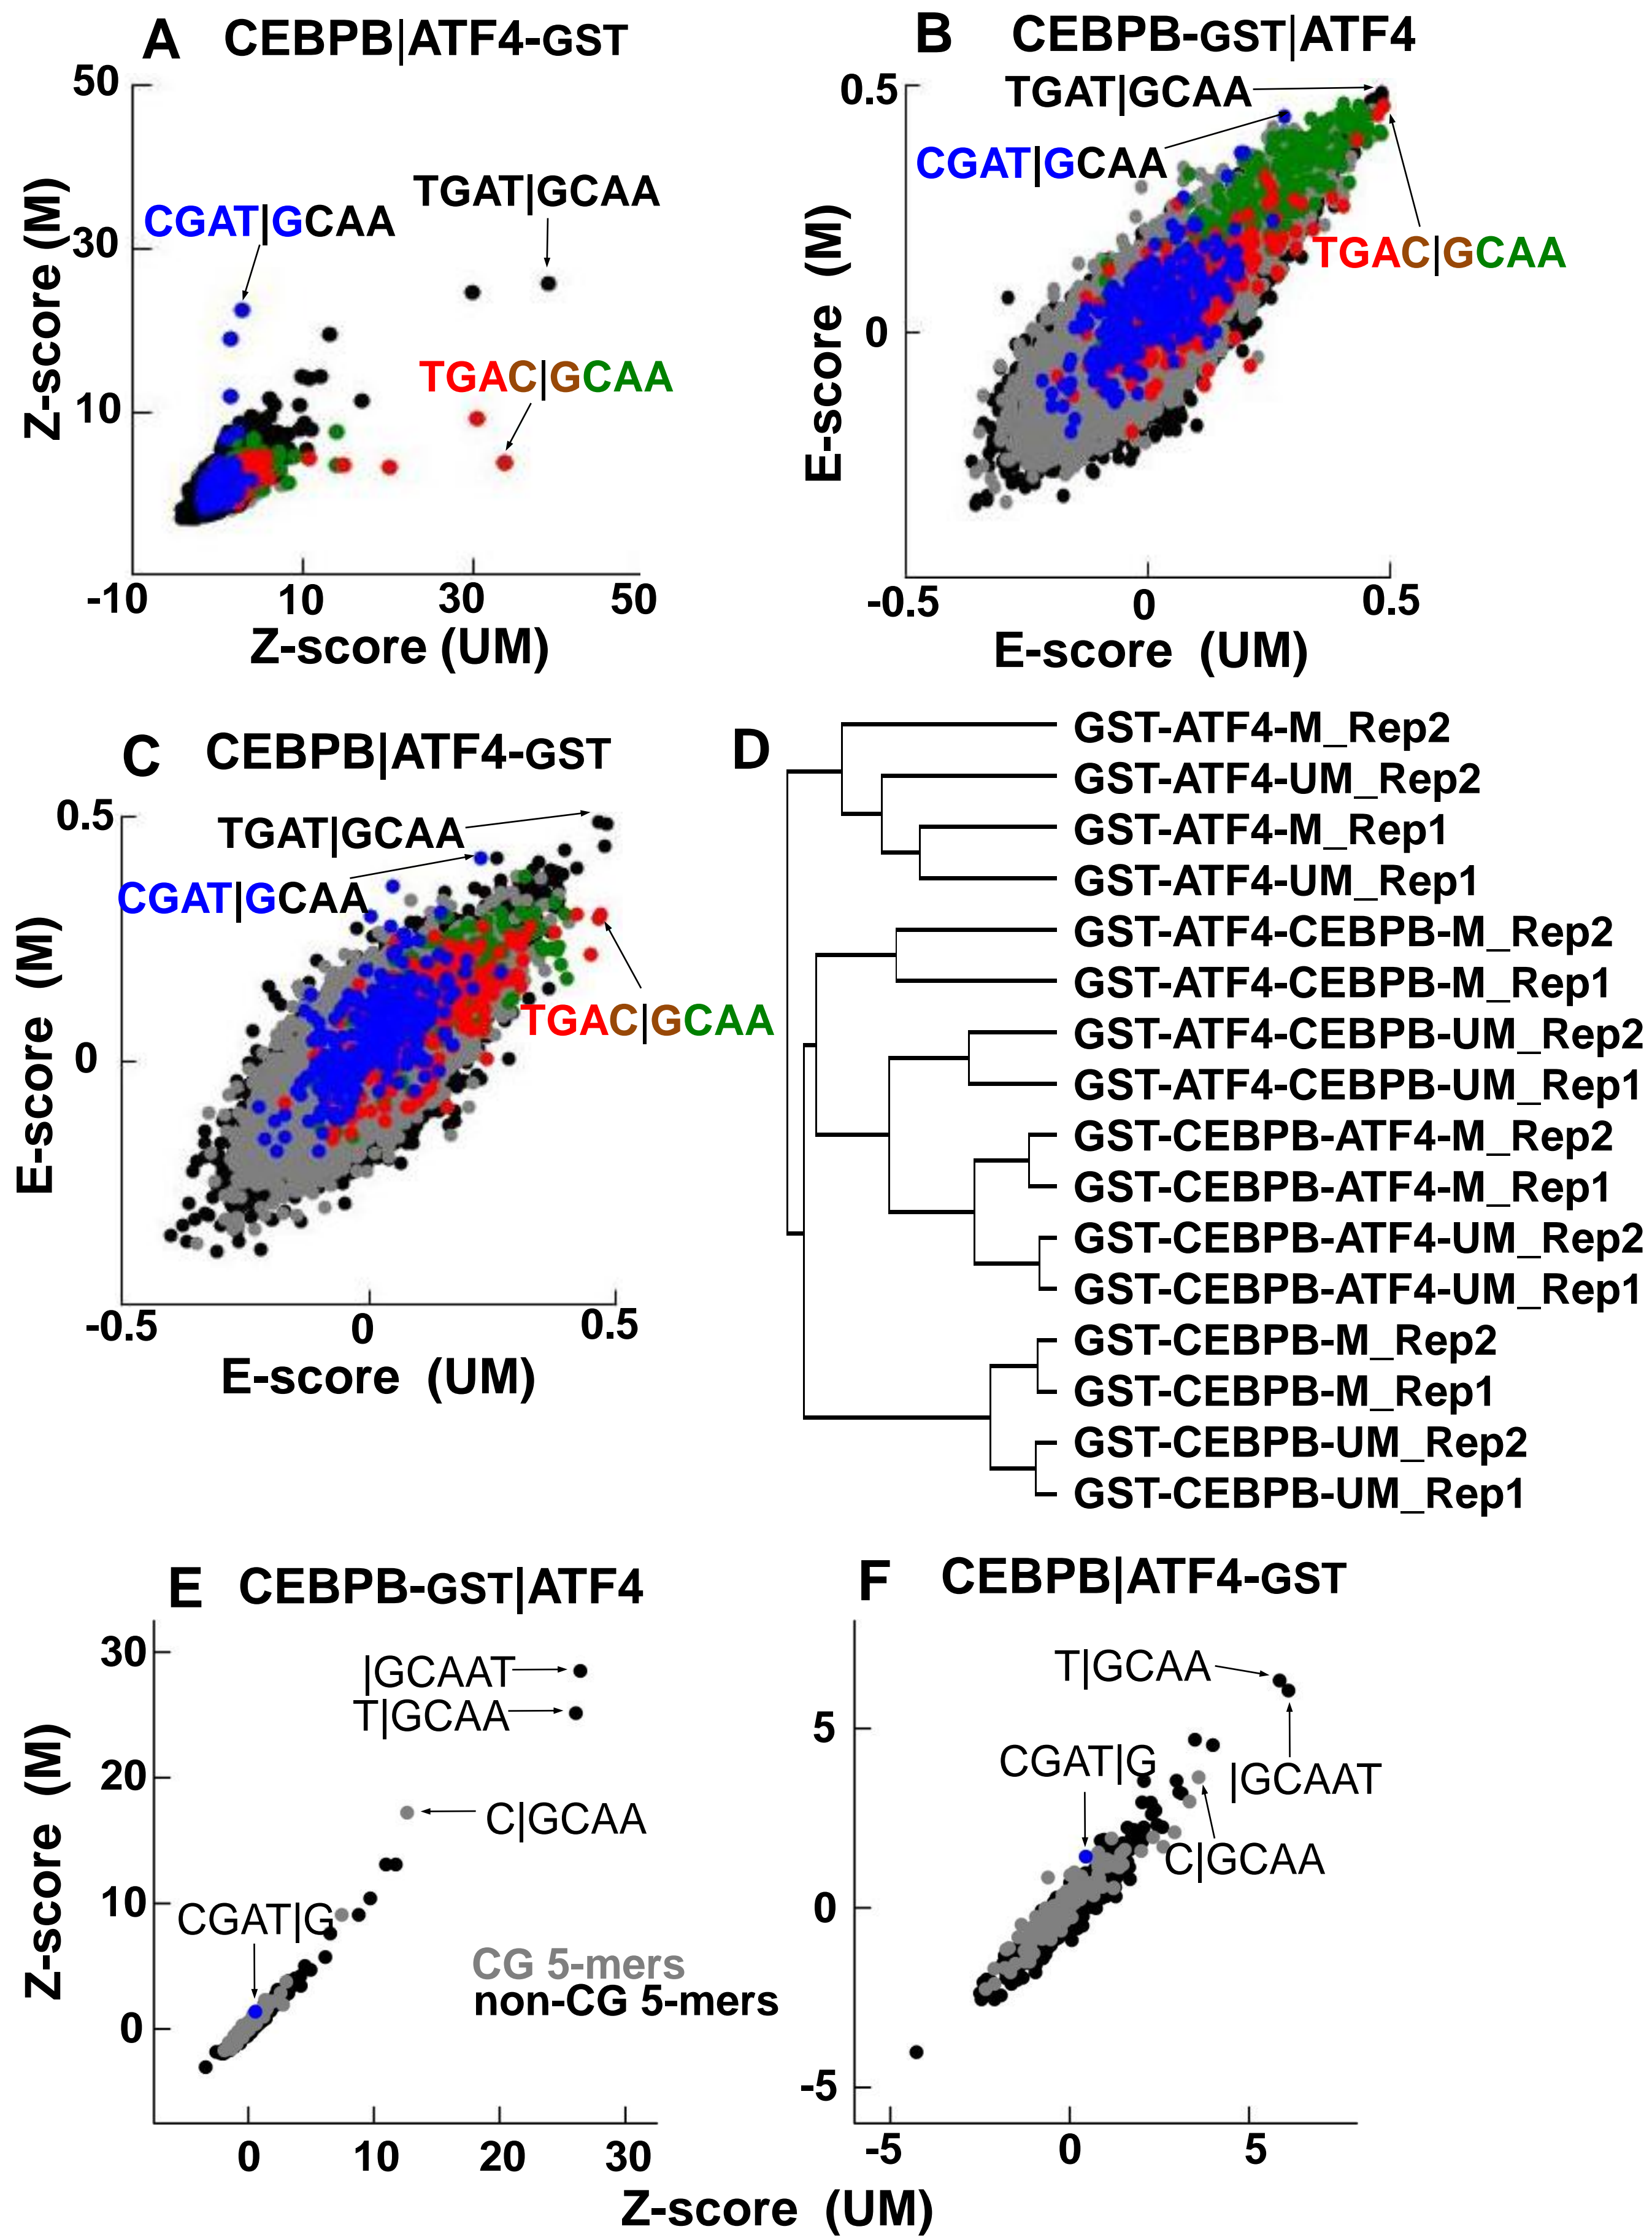 A CEBPB|ATF4-GST
50
30
10
-10
10
30
50
Z-score (M)
Z-score (UM)
CGAT|GCAA
TGAT|GCAA
TGAC|GCAA
B CEBPB-GST|ATF4
0.5
0
-0.5
0
0.5
E-score (M)
E-score (UM)
TGAT|GCAA
CGAT|GCAA
TGAC|GCAA
C CEBPB|ATF4-GST
0.5
0
-0.5
0
0.5
E-score (M)
E-score (UM)
TGAT|GCAA
CGAT|GCAA
TGAC|GCAA
D
GST-ATF4-M_Rep2
GST-ATF4-UM_Rep2
GST-ATF4-M_Rep1
GST-ATF4-UM_Rep1
GST-ATF4-CEBPB-M_Rep2
GST-ATF4-CEBPB-M_Rep1
GST-ATF4-CEBPB-UM_Rep2
GST-ATF4-CEBPB-UM_Rep1
GST-CEBPB-ATF4-M_Rep2
GST-CEBPB-ATF4-M_Rep1
GST-CEBPB-ATF4-UM_Rep2
GST-CEBPB-ATF4-UM_Rep1
GST-CEBPB-M_Rep2
GST-CEBPB-M_Rep1
GST-CEBPB-UM_Rep2
GST-CEBPB-UM_Rep1
E CEBPB-GST|ATF4
30
20
10
0
0
10
20
30
Z-score (M)
|GCAAT
T|GCAA
C|GCAA
CGAT|G
CG 5-mers
non-CG 5-mers
F CEBPB|ATF4-GST
5
0
-5
-5
0
5
T|GCAA
CGAT|G
|GCAAT
C|GCAA
Z-score (UM)